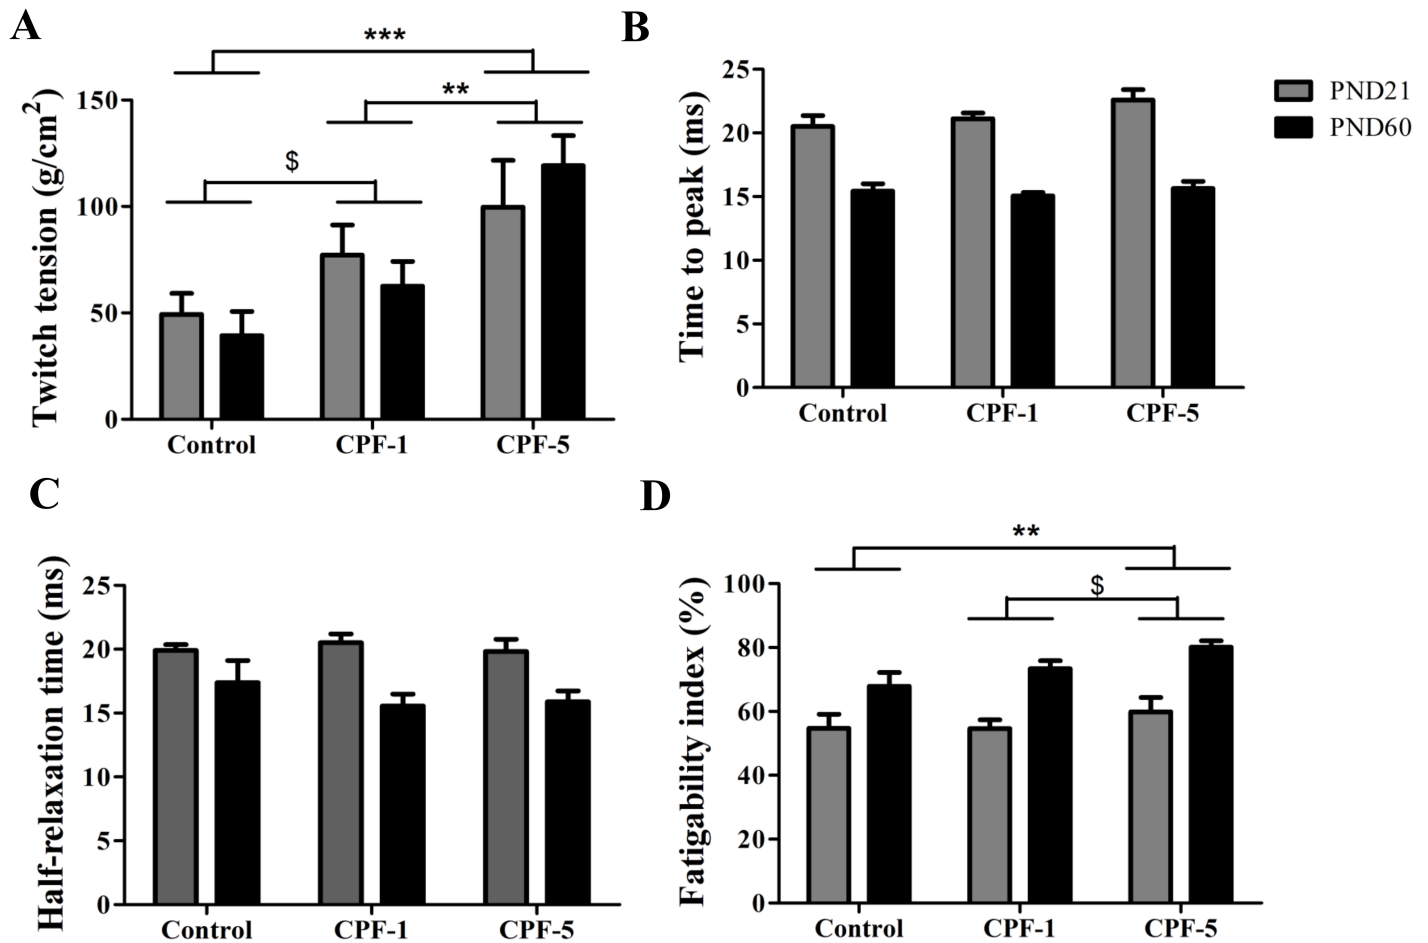 A
***
**
$
Twitch tension (g/cm²)
150
100
50
0
Control CPF-1 CPF-5
B
Time to peak (ms)
25
20
15
10
5
0
Control CPF-1 CPF-5
PND21
PND60
C
Half-relaxation time (ms)
25
20
15
10
5
0
Control CPF-1 CPF-5
D
**
$
Fatigability index (%)
100
80
60
40
20
0
Control CPF-1 CPF-5